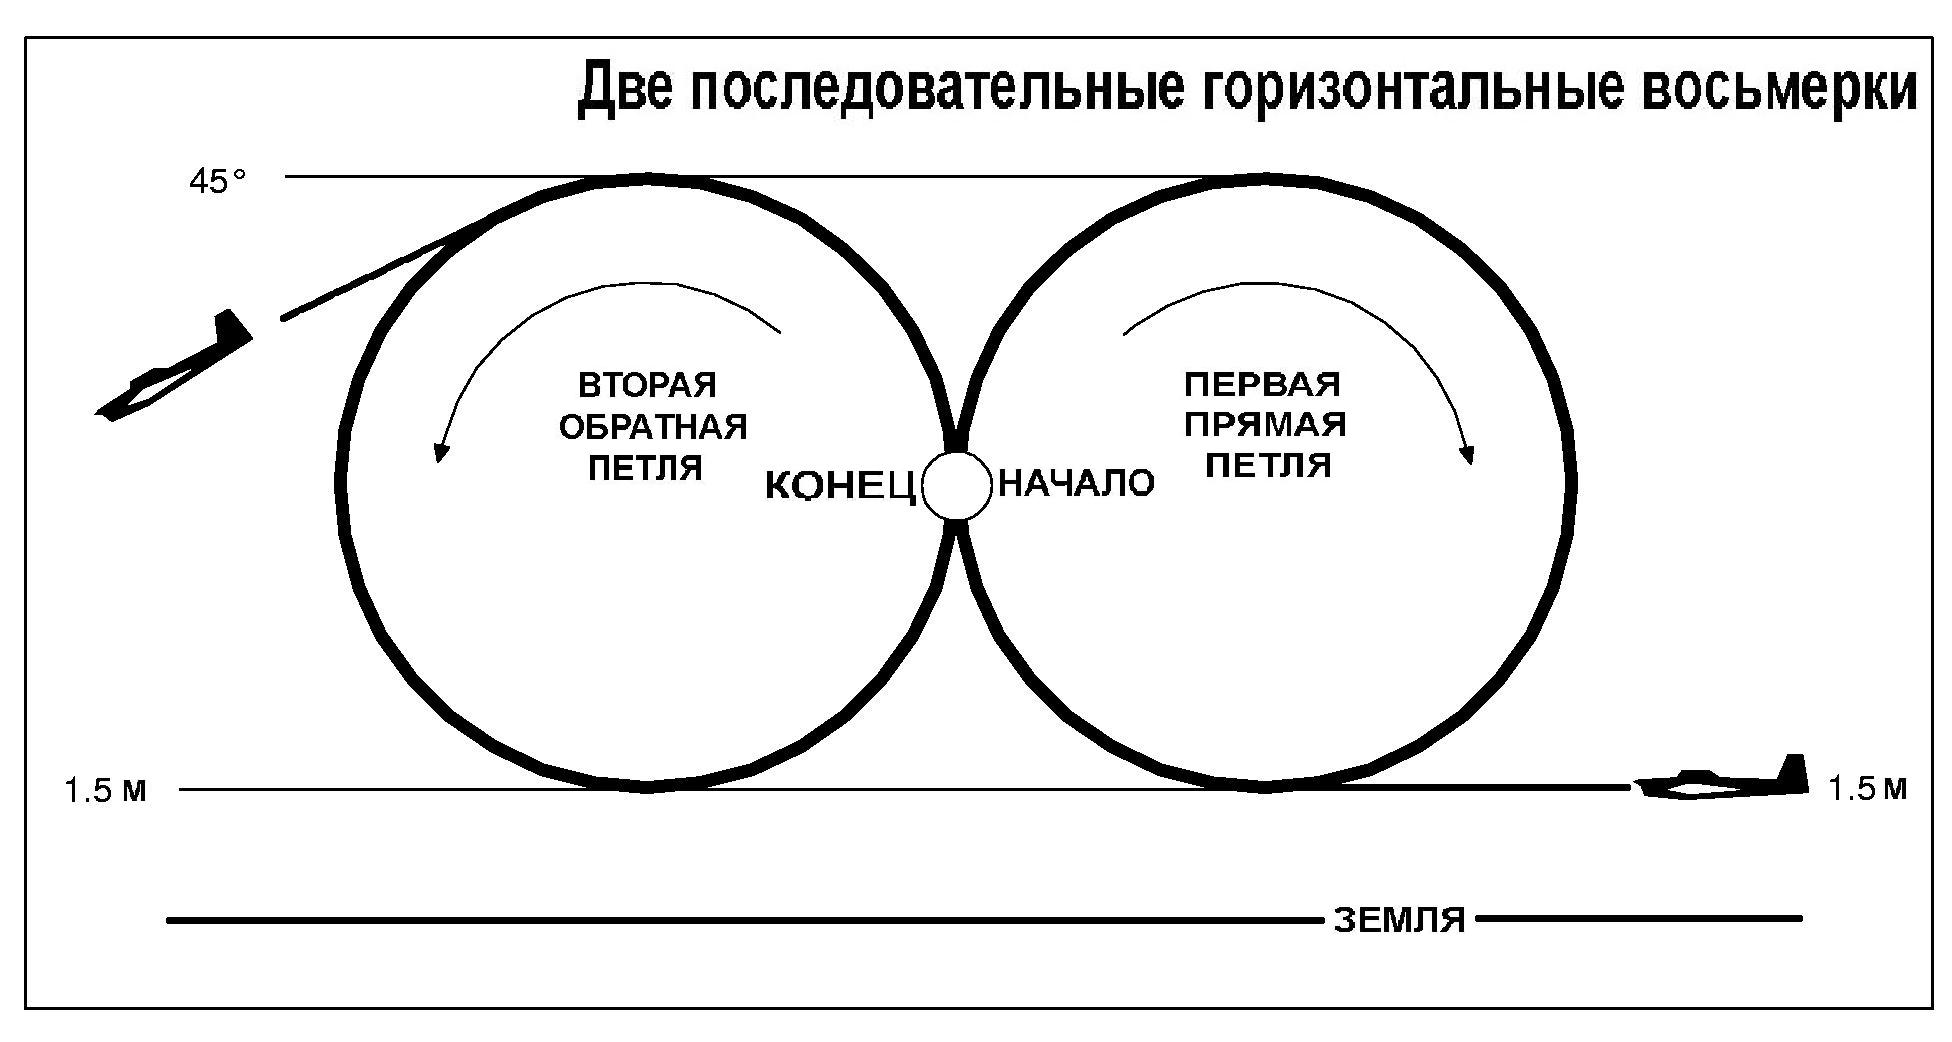 Две последовательные горизонтальные восьмерки
45°
ВТОРАЯ
ОБРАТНАЯ
ПЕТЛЯ
ПЕРВАЯ
ПРЯМАЯ
ПЕТЛЯ
КОНЕЦ НАЧАЛО
1.5 м 1.5 м
ЗЕМЛЯ